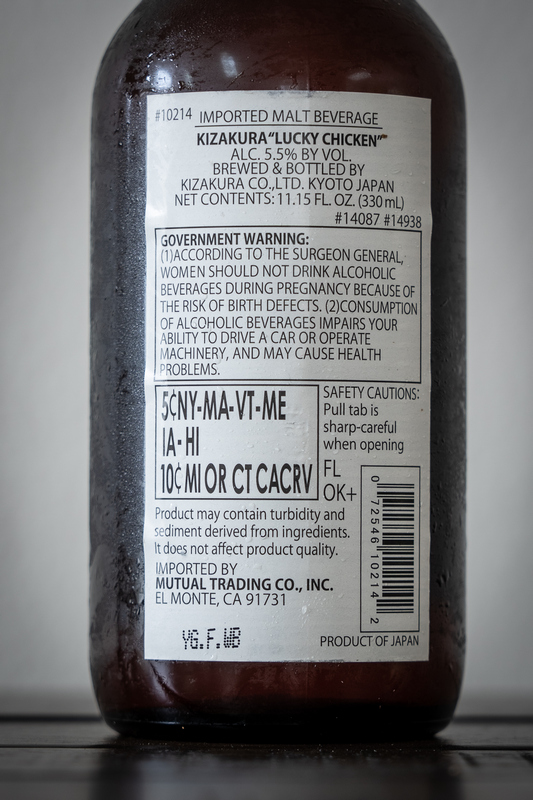 #10214 IMPORTED MALT BEVERAGE
KIZAKURA "LUCKY CHICKEN"
ALC. 5.5% BY VOL.
BREWED & BOTTLED BY
KIZAKURA CO.,LTD. KYOTO JAPAN
NET CONTENTS: 11.15 FL. OZ. (330 mL)
#14087 #14938
GOVERNMENT WARNING:
(1)ACCORDING TO THE SURGEON GENERAL,
WOMEN SHOULD NOT DRINK ALCOHOLIC
BEVERAGES DURING PREGNANCY BECAUSE OF
THE RISK OF BIRTH DEFECTS. (2)CONSUMPTION
OF ALCOHOLIC BEVERAGES IMPAIRS YOUR
ABILITY TO DRIVE A CAR OR OPERATE
MACHINERY, AND MAY CAUSE HEALTH
PROBLEMS.
5¢NY-MA-VT-ME
IA-HI
10¢ MI OR CT CACRV
SAFETY CAUTIONS:
Pull tab is
sharp-careful
when opening
FL
OK+
Product may contain turbidity and
sediment derived from ingredients.
It does not affect product quality.
IMPORTED BY
MUTUAL TRADING CO., INC.
EL MONTE, CA 91731
0 72546 10214 2
YG.F.WB
PRODUCT OF JAPAN